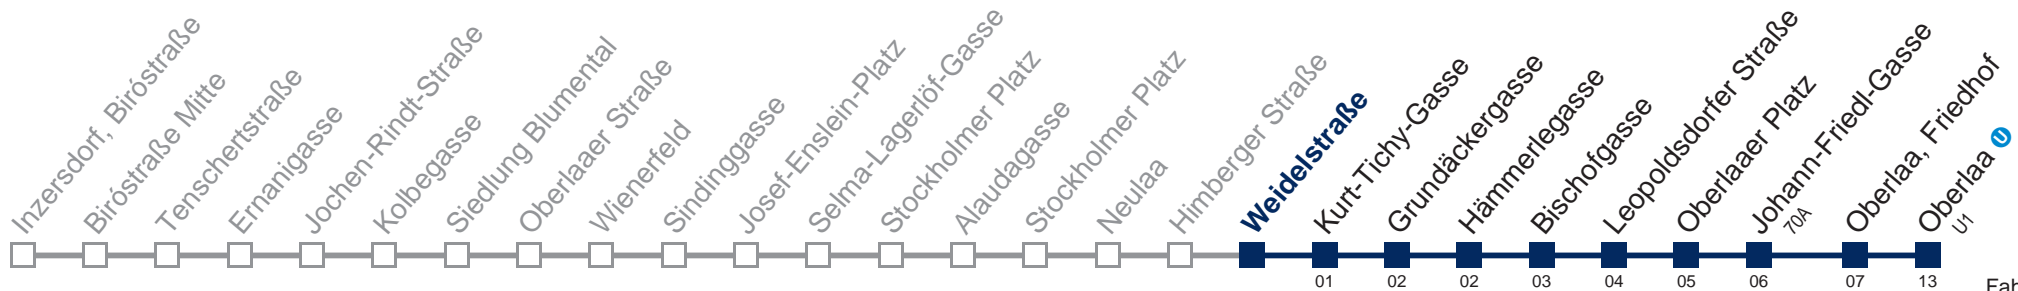 Inzersdorf, Biróstraße
Biróstraße Mitte
Tenschertstraße
Ernanigasse
Jochen-Rindt-Straße
Kolbegasse
Siedlung Blumental
Oberlaaer Straße
Wienerfeld
Sindinggasse
Josef-Enslein-Platz
Selma-Lagerlöf-Gasse
Stockholmer Platz
Alaudagasse
Stockholmer Platz
Neulaa
Himberger Straße
Weidelstraße
Kurt-Tichy-Gasse
Grundäckergasse
Hämmerlegasse
Bischofgasse
Leopoldsdorfer Straße
Oberlaaer Platz
Johann-Friedl-Gasse
70A
Oberlaa, Friedhof
Oberlaa U
U1
01
02
02
03
04
05
06
07
13
Fah